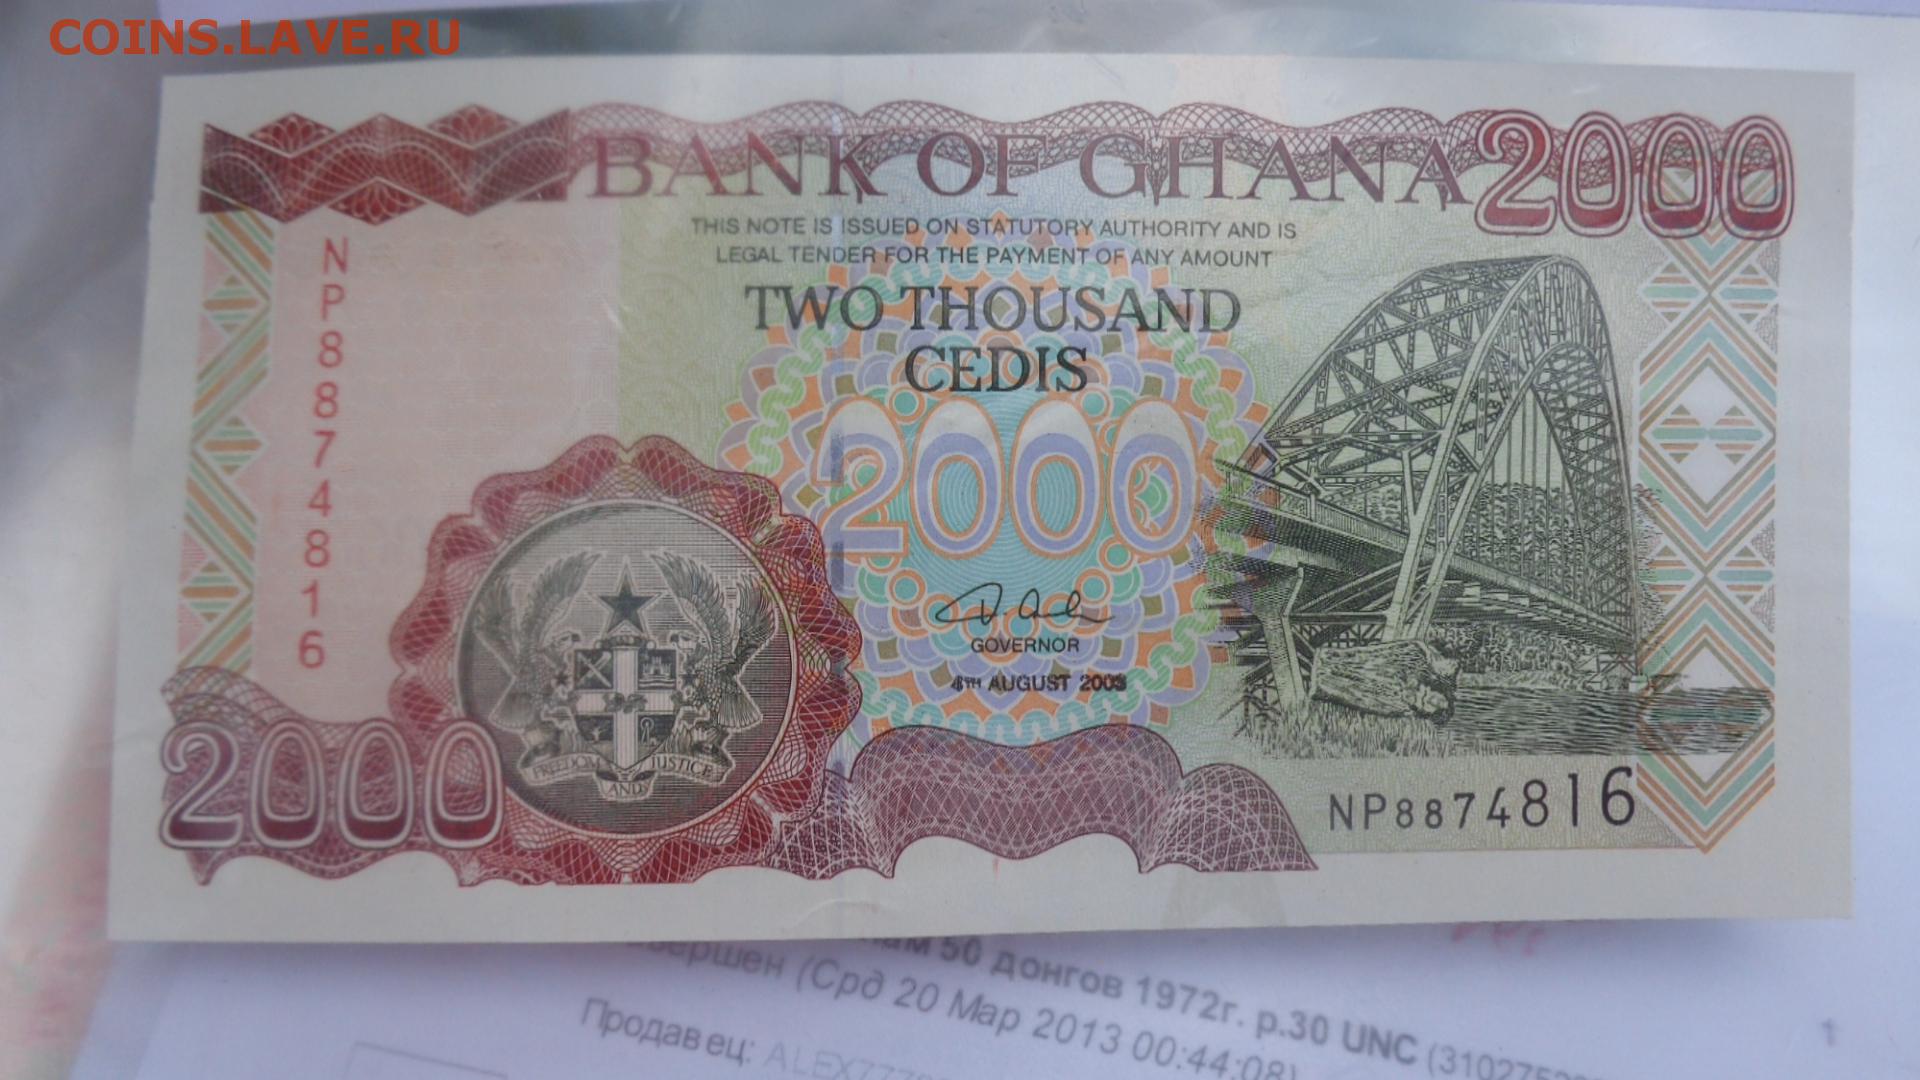 COINS.LAVE.RU
BANK OF GHANA 2000
THIS NOTE IS ISSUED ON STATUTORY AUTHORITY AND IS
LEGAL TENDER FOR THE PAYMENT OF ANY AMOUNT
TWO THOUSAND
CEDIS
NP8874816
2000
GOVERNOR
4TH AUGUST 2003
FREEDOM AND JUSTICE
2000
NP8874816
50 донгов 1972г. р.30 UNC
(Срд 20 Мар 2013 00:44:08)
Продавец:
1